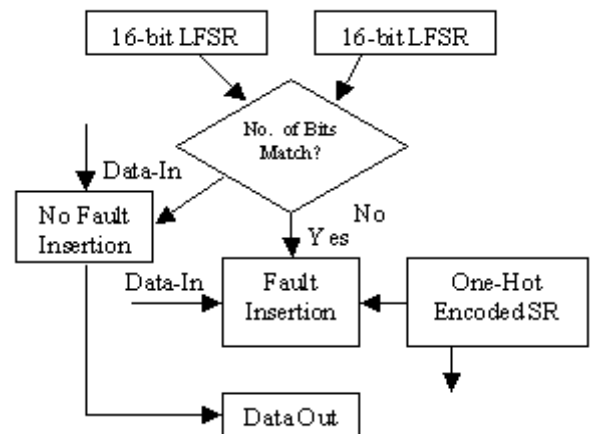 16-bit LFSR
16-bit LFSR
No. of Bits
Match?
Data-In
No Fault
Insertion
No
Yes
Data-In
Fault
Insertion
One-Hot
Encoded SR
Data Out